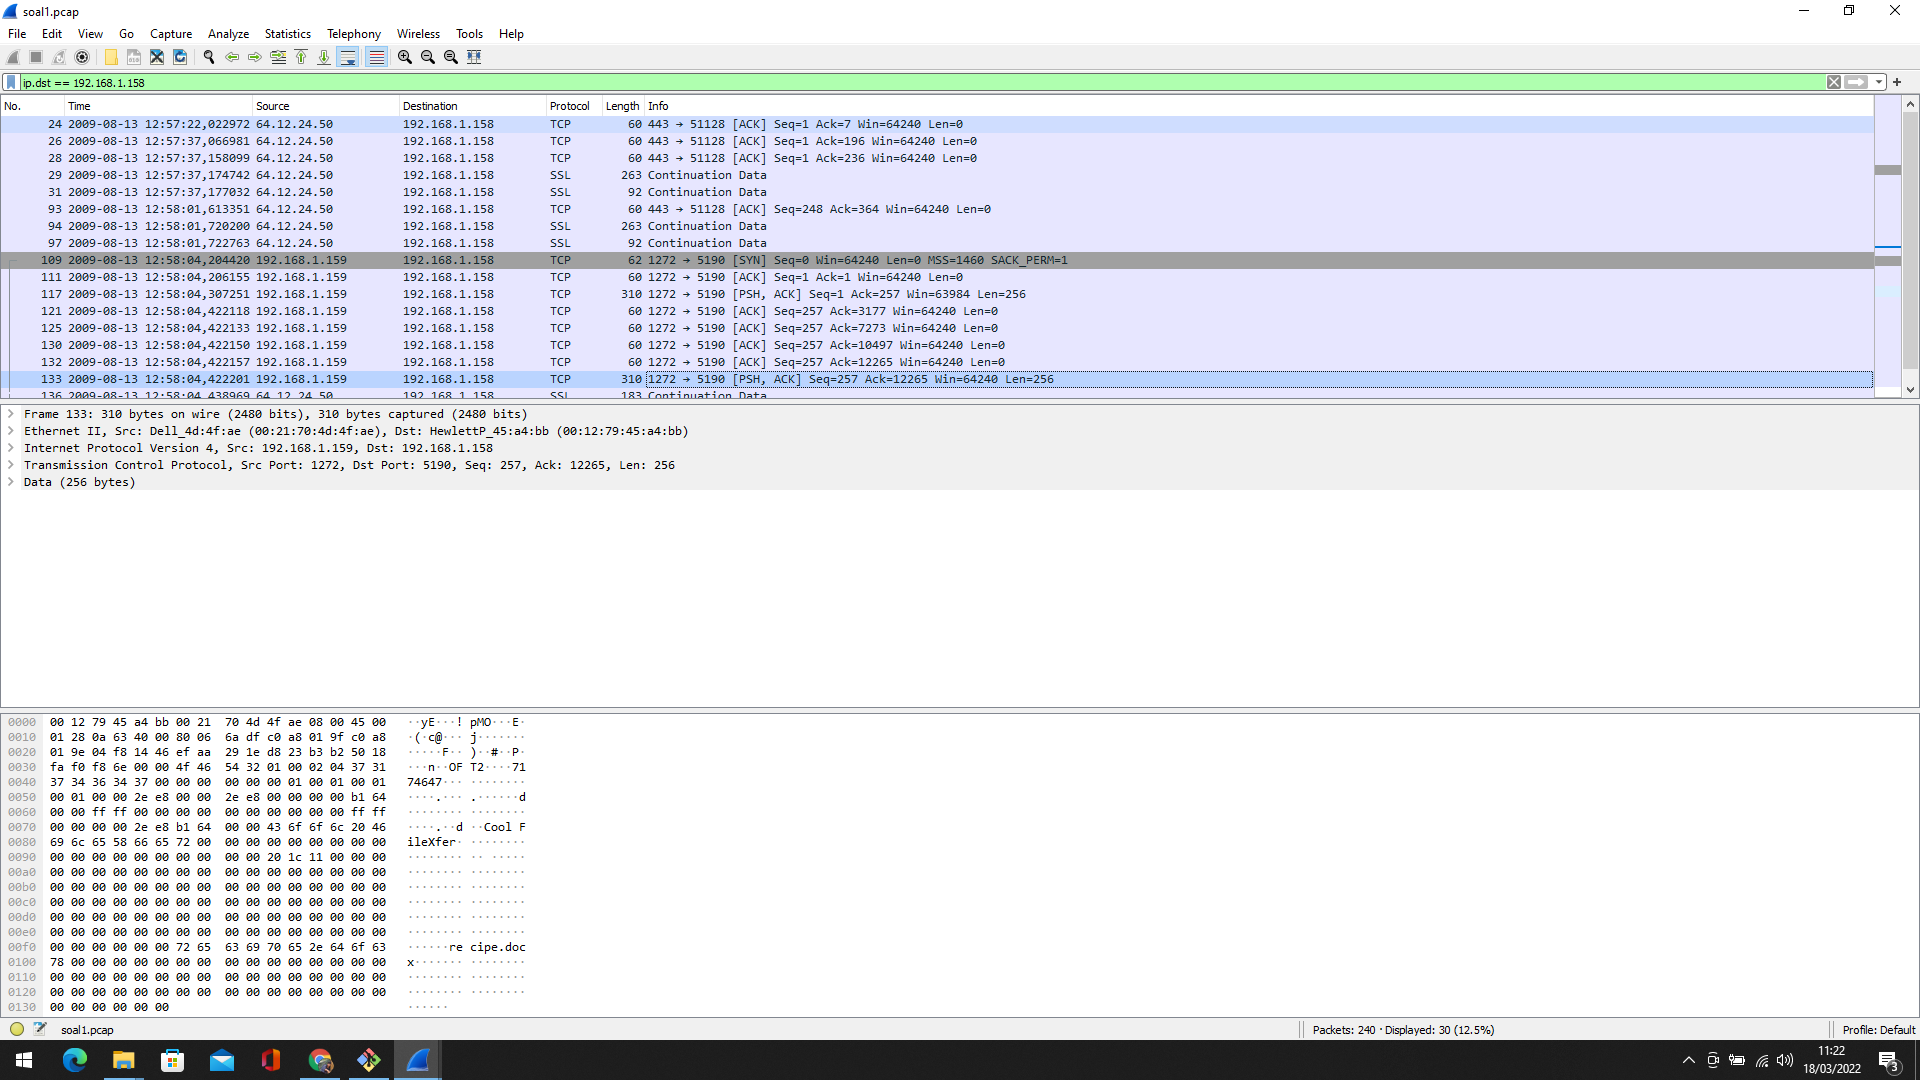 soal1.pcap
File Edit View Go Capture Analyze Statistics Telephony Wireless Tools Help
ip.dst == 192.168.1.158
No. Time Source Destination Protocol Length Info
24 2009-08-13 12:57:22,022972 64.12.24.50 192.168.1.158 TCP 60 443 → 51128 [ACK] Seq=1 Ack=7 Win=64240 Len=0
26 2009-08-13 12:57:37,066981 64.12.24.50 192.168.1.158 TCP 60 443 → 51128 [ACK] Seq=1 Ack=196 Win=64240 Len=0
28 2009-08-13 12:57:37,158099 64.12.24.50 192.168.1.158 TCP 60 443 → 51128 [ACK] Seq=1 Ack=236 Win=64240 Len=0
29 2009-08-13 12:57:37,174742 64.12.24.50 192.168.1.158 SSL 263 Continuation Data
31 2009-08-13 12:57:37,177032 64.12.24.50 192.168.1.158 SSL 92 Continuation Data
93 2009-08-13 12:58:01,613351 64.12.24.50 192.168.1.158 TCP 60 443 → 51128 [ACK] Seq=248 Ack=364 Win=64240 Len=0
94 2009-08-13 12:58:01,720200 64.12.24.50 192.168.1.158 SSL 263 Continuation Data
97 2009-08-13 12:58:01,722763 64.12.24.50 192.168.1.158 SSL 92 Continuation Data
109 2009-08-13 12:58:04,204420 192.168.1.159 192.168.1.158 TCP 62 1272 → 5190 [SYN] Seq=0 Win=64240 Len=0 MSS=1460 SACK_PERM=1
111 2009-08-13 12:58:04,206155 192.168.1.159 192.168.1.158 TCP 60 1272 → 5190 [ACK] Seq=1 Ack=1 Win=64240 Len=0
117 2009-08-13 12:58:04,307251 192.168.1.159 192.168.1.158 TCP 310 1272 → 5190 [PSH, ACK] Seq=1 Ack=257 Win=63984 Len=256
121 2009-08-13 12:58:04,422118 192.168.1.159 192.168.1.158 TCP 60 1272 → 5190 [ACK] Seq=257 Ack=3177 Win=64240 Len=0
125 2009-08-13 12:58:04,422133 192.168.1.159 192.168.1.158 TCP 60 1272 → 5190 [ACK] Seq=257 Ack=7273 Win=64240 Len=0
130 2009-08-13 12:58:04,422150 192.168.1.159 192.168.1.158 TCP 60 1272 → 5190 [ACK] Seq=257 Ack=10497 Win=64240 Len=0
132 2009-08-13 12:58:04,422157 192.168.1.159 192.168.1.158 TCP 60 1272 → 5190 [ACK] Seq=257 Ack=12265 Win=64240 Len=0
133 2009-08-13 12:58:04,422201 192.168.1.159 192.168.1.158 TCP 310 1272 → 5190 [PSH, ACK] Seq=257 Ack=12265 Win=64240 Len=256
136 2009-08-13 12:58:04,438969 64.12.24.50 192.168.1.158 SSL 183 Continuation Data
Frame 133: 310 bytes on wire (2480 bits), 310 bytes captured (2480 bits)
Ethernet II, Src: Dell_4d:4f:ae (00:21:70:4d:4f:ae), Dst: HewlettP_45:a4:bb (00:12:79:45:a4:bb)
Internet Protocol Version 4, Src: 192.168.1.159, Dst: 192.168.1.158
Transmission Control Protocol, Src Port: 1272, Dst Port: 5190, Seq: 257, Ack: 12265, Len: 256
Data (256 bytes)
0000 00 12 79 45 a4 bb 00 21 70 4d 4f ae 08 00 45 00 ··yE···! pMO···E·
0010 01 28 0a 63 40 00 80 06 6a df c0 a8 01 9f c0 a8 ·(·c@··· j·······
0020 01 9e 04 f8 14 46 ef aa 29 1e d8 23 b3 b2 50 18 ·····F·· )··#··P·
0030 fa f0 f8 6e 00 00 4f 46 54 32 01 00 02 04 37 31 ···n··OF T2····71
0040 37 34 36 34 37 00 00 00 00 00 00 01 00 01 00 01 74647··· ········
0050 00 01 00 00 2e e8 00 00 2e e8 00 00 00 00 b1 64 ····.··· .······d
0060 00 00 ff ff 00 00 00 00 00 00 00 00 00 00 ff ff ········ ········
0070 00 00 00 00 2e e8 b1 64 00 00 43 6f 6f 6c 20 46 ····.··d ··Cool F
0080 69 6c 65 58 66 65 72 00 00 00 00 00 00 00 00 00 ileXfer· ········
0090 00 00 00 00 00 00 00 00 00 00 20 1c 11 00 00 00 ········ ·· ·····
00a0 00 00 00 00 00 00 00 00 00 00 00 00 00 00 00 00 ········ ········
00b0 00 00 00 00 00 00 00 00 00 00 00 00 00 00 00 00 ········ ········
00c0 00 00 00 00 00 00 00 00 00 00 00 00 00 00 00 00 ········ ········
00d0 00 00 00 00 00 00 00 00 00 00 00 00 00 00 00 00 ········ ········
00e0 00 00 00 00 00 00 00 00 00 00 00 00 00 00 00 00 ········ ········
00f0 00 00 00 00 00 00 72 65 63 69 70 65 2e 64 6f 63 ······re cipe.doc
0100 78 00 00 00 00 00 00 00 00 00 00 00 00 00 00 00 x······· ········
0110 00 00 00 00 00 00 00 00 00 00 00 00 00 00 00 00 ········ ········
0120 00 00 00 00 00 00 00 00 00 00 00 00 00 00 00 00 ········ ········
0130 00 00 00 00 00 00 ······
soal1.pcap Packets: 240 · Displayed: 30 (12.5%) Profile: Default
11:22
18/03/2022
3